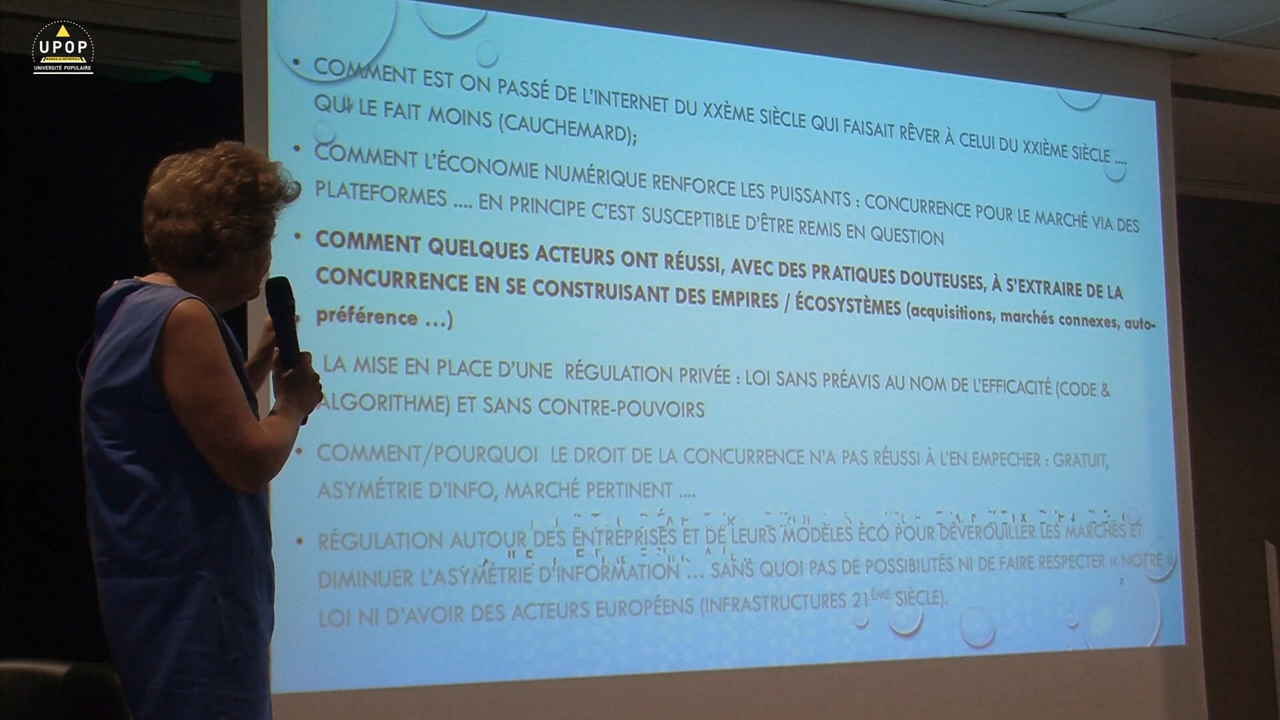 UPOP
UNIVERSITÉ POPULAIRE
• COMMENT EST ON PASSÉ DE L'INTERNET DU XXÈME SIÈCLE QUI FAISAIT RÊVER À CELUI DU XXIÈME SIÈCLE ....
QUI LE FAIT MOINS (CAUCHEMARD);
• COMMENT L'ÉCONOMIE NUMÉRIQUE RENFORCE LES PUISSANTS : CONCURRENCE POUR LE MARCHÉ VIA DES
PLATEFORMES .... EN PRINCIPE C'EST SUSCEPTIBLE D'ÊTRE REMIS EN QUESTION
• COMMENT QUELQUES ACTEURS ONT RÉUSSI, AVEC DES PRATIQUES DOUTEUSES, À S'EXTRAIRE DE LA
CONCURRENCE EN SE CONSTRUISANT DES EMPIRES / ÉCOSYSTÈMES (acquisitions, marchés connexes, auto-
préférence ...)
LA MISE EN PLACE D'UNE RÉGULATION PRIVÉE : LOI SANS PRÉAVIS AU NOM DE L'EFFICACITÉ (CODE &
ALGORITHME) ET SANS CONTRE-POUVOIRS
• COMMENT/POURQUOI LE DROIT DE LA CONCURRENCE N'A PAS RÉUSSI À L'EN EMPECHER : GRATUIT,
ASYMÉTRIE D'INFO, MARCHÉ PERTINENT ....
• RÉGULATION AUTOUR DES ENTREPRISES ET DE LEURS MODÈLES ÉCO POUR DÉVEROUILLER LES MARCHÉS ET
DIMINUER L'ASYMÉTRIE D'INFORMATION ... SANS QUOI PAS DE POSSIBILITÉS NI DE FAIRE RESPECTER « NOTRE »
LOI NI D'AVOIR DES ACTEURS EUROPÉENS (INFRASTRUCTURES 21ÈME SIÈCLE).
7